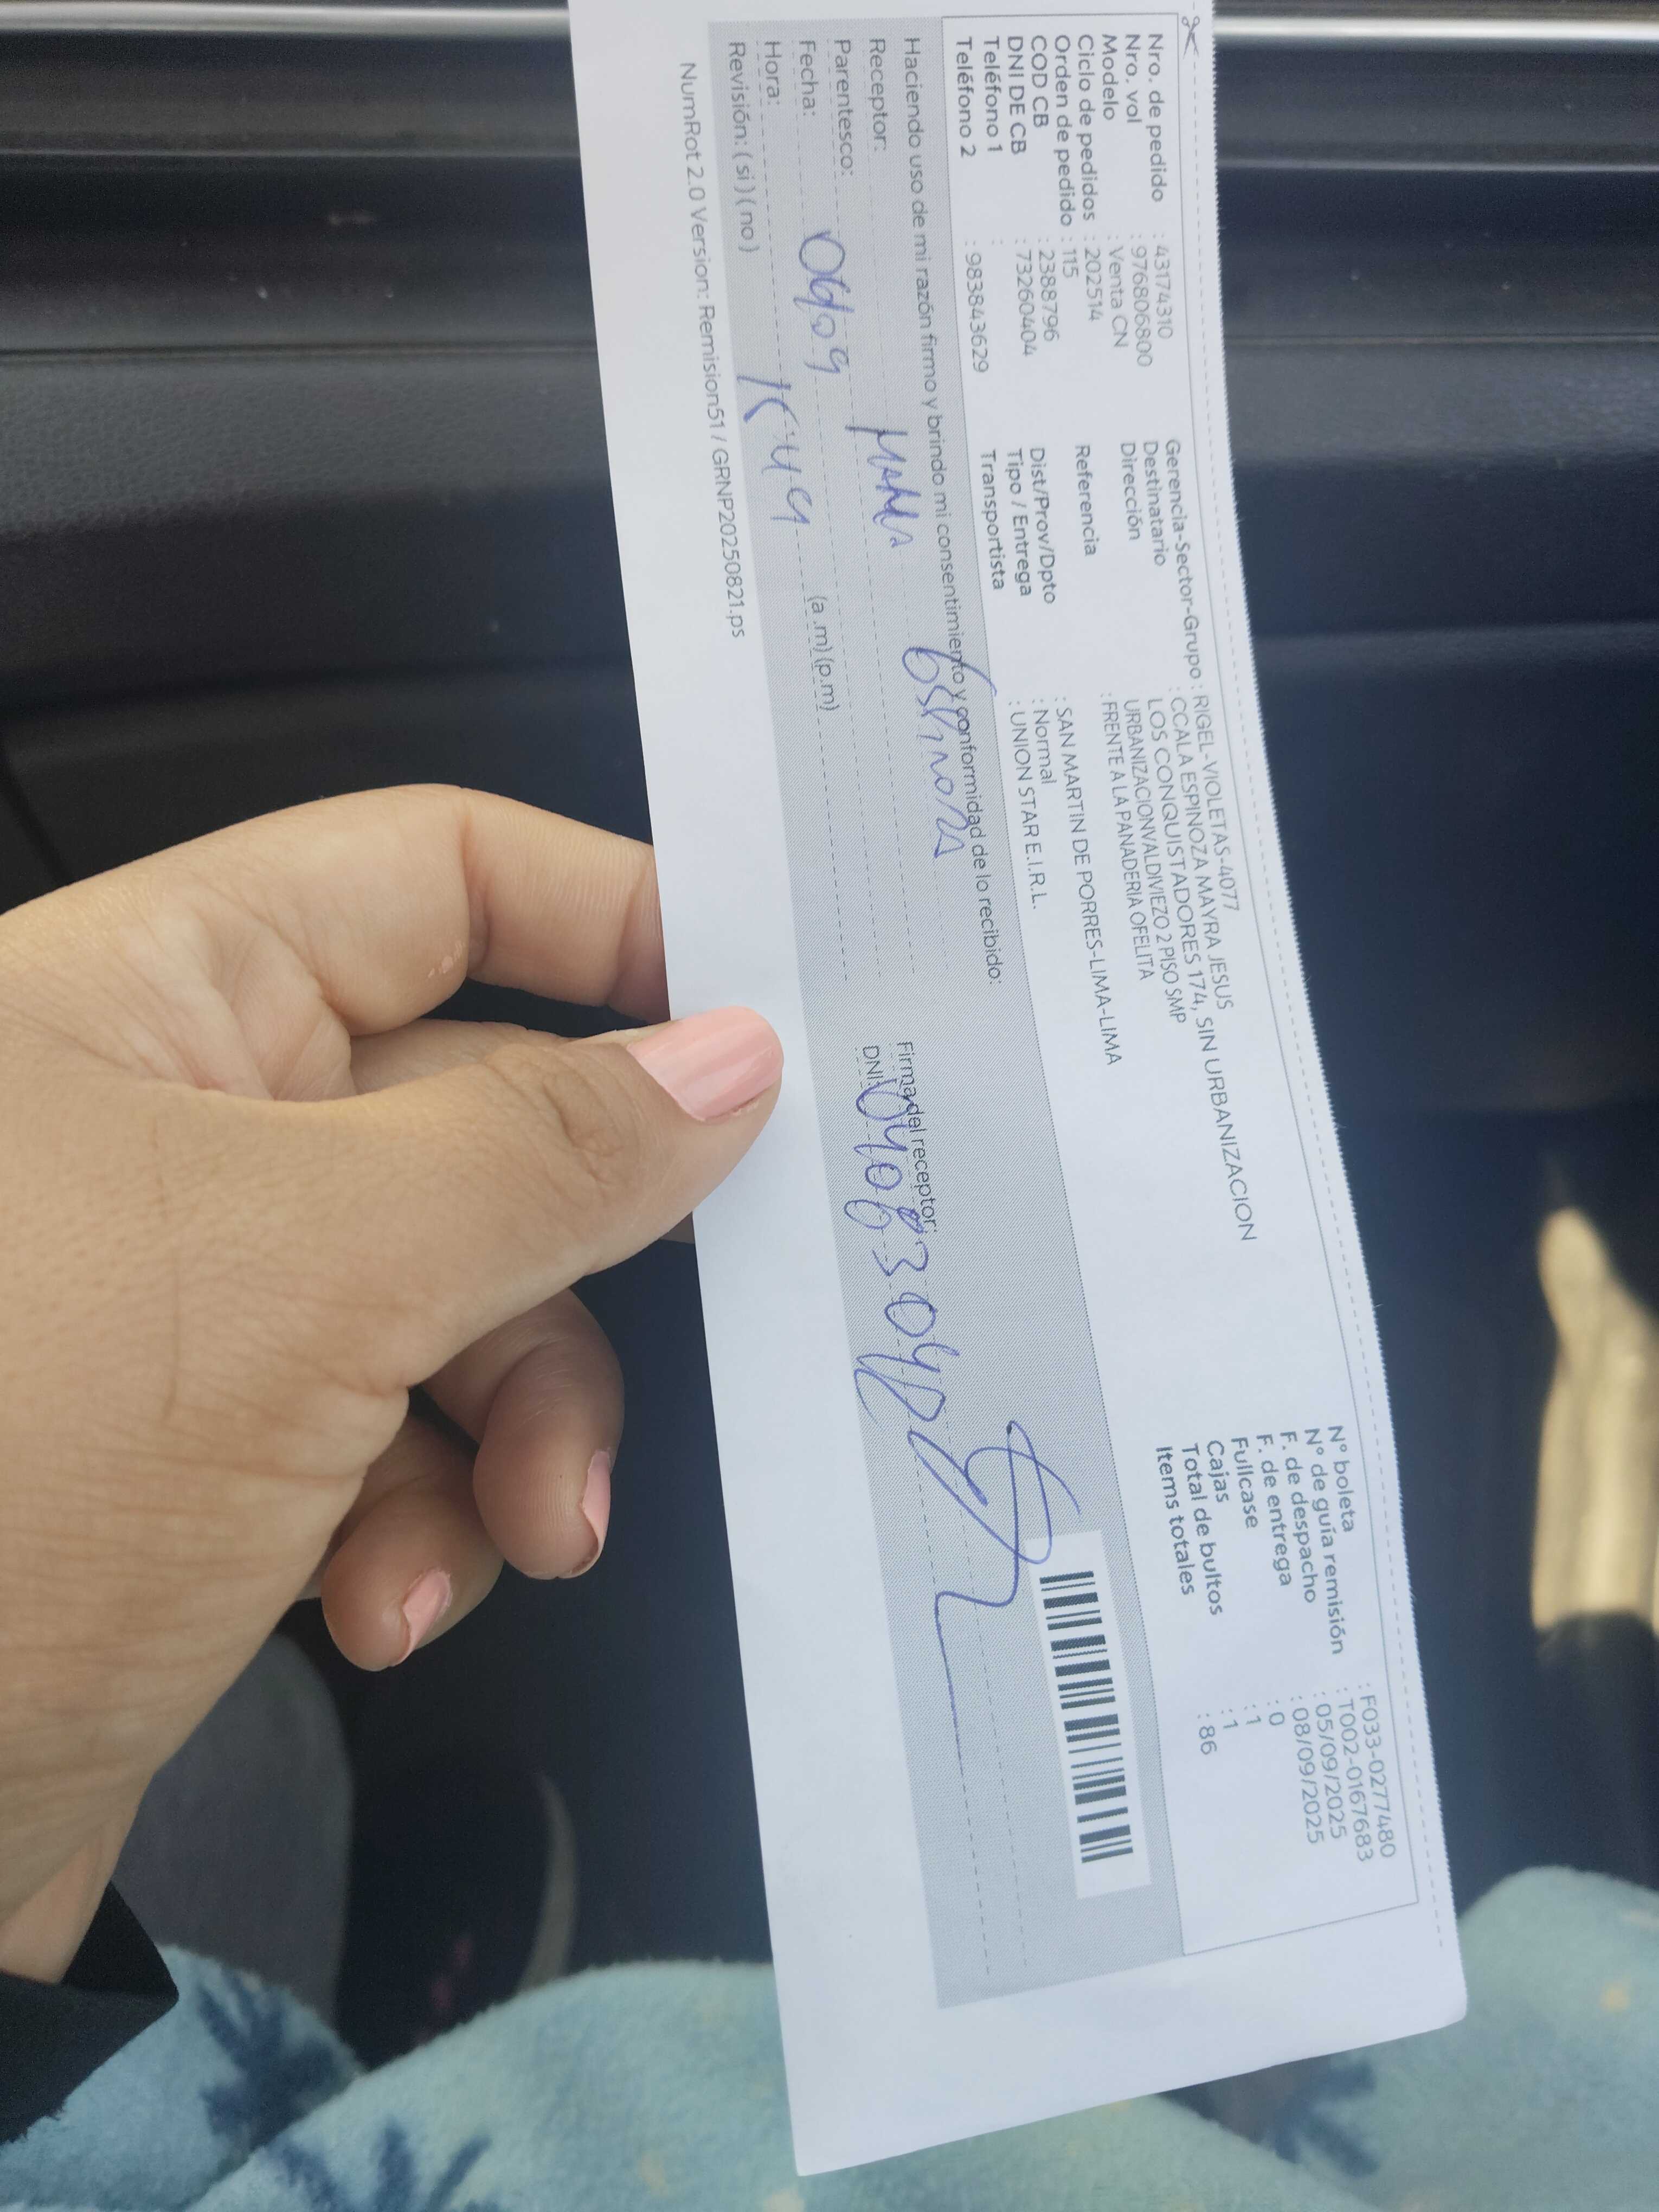 Nro. de pedido : 43174310
Nro. vol : 976806800
Modelo : Venta CN
Ciclo de pedidos : 202514
Orden de pedido : 115
COD CB : 2388796
DNI DE CB : 73260404
Teléfono 1 :
Teléfono 2 : 983843629
Gerencia-Sector-Grupo : RIGEL-VIOLETAS-4077
Destinatario : CCALA ESPINOZA MAYRA JESUS
Dirección : LOS CONQUISTADORES 174, SIN URBANIZACION
URBANIZACIONVALDIVIEZO 2 PISO SMP
Referencia : FRENTE A LA PANADERIA OFELITA
Dist/Prov/Dpto : SAN MARTIN DE PORRES-LIMA-LIMA
Tipo / Entrega : Normal
Transportista : UNION STAR E.I.R.L.
N° boleta : F033-0277480
N° de guía remisión : T002-0167683
F. de despacho : 05/09/2025
F. de entrega : 08/09/2025
Fullcase : 0
Cajas : 1
Total de bultos : 1
Items totales : 86
Haciendo uso de mi razón firmo y brindo mi consentimiento y conformidad de lo recibido:
Receptor:
Parentesco: MAMA
Fecha:
Hora: (a.m) (p.m)
Revisión: ( si ) ( no )
Firma del receptor:
DNI:
NumRot 2.0 Version: Remision51 / GRNP20250821.ps